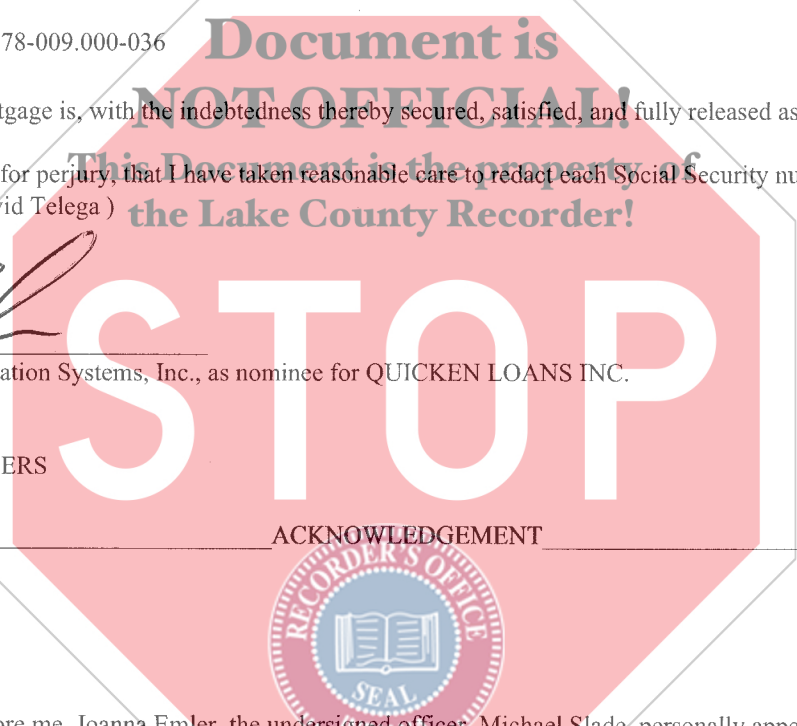 Document is
78-009.000-036
NOT OFFICIAL!
tgage is, with the indebtedness thereby secured, satisfied, and fully released as
This Document is the property of
for perjury, that I have taken reasonable care to redact each Social Security nu
vid Telega )
the Lake County Recorder!
STOP
ation Systems, Inc., as nominee for QUICKEN LOANS INC.
ERS
ACKNOWLEDGEMENT
RECORDER'S OFFICE
SEAL
ore me, Joanna Emler, the undersigned officer, Michael Slade, personally appe